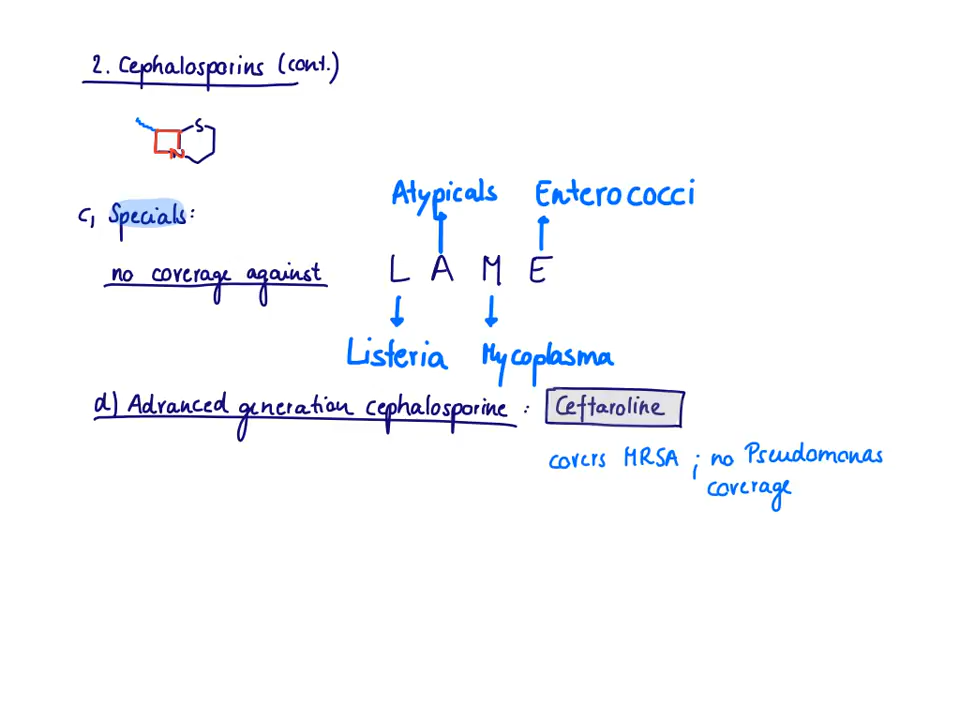 2. Cephalosporins (cont.)
S
N
Atypicals Enterococci
c, Specials:
no coverage against L A M E
Listeria Mycoplasma
d) Advanced generation cephalosporine : Ceftaroline
covers MRSA ; no Pseudomonas
coverage